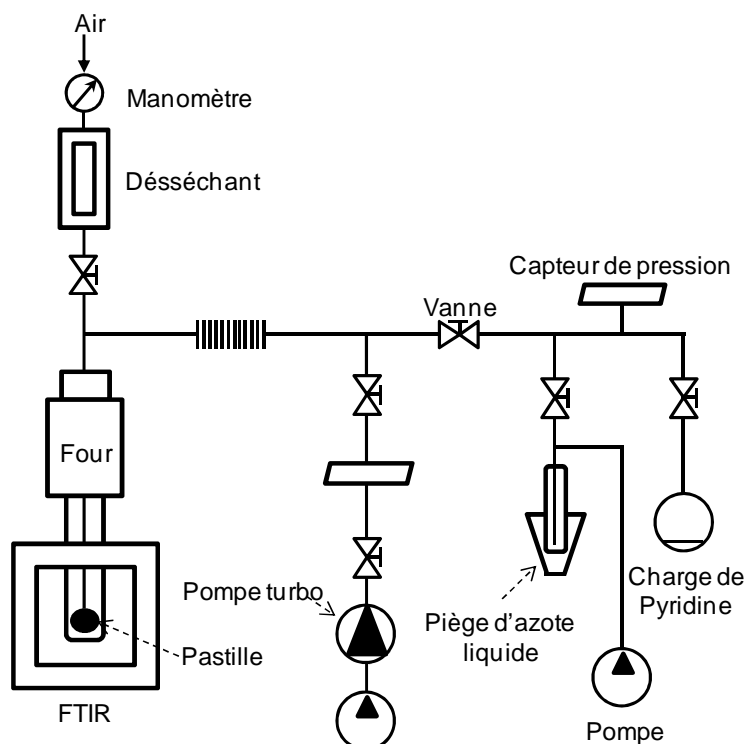 Air
Manomètre
Désséchant
Capteur de pression
Vanne
Four
Pompe turbo
Piège d'azote
liquide
Charge de
Pyridine
Pastille
FTIR
Pompe